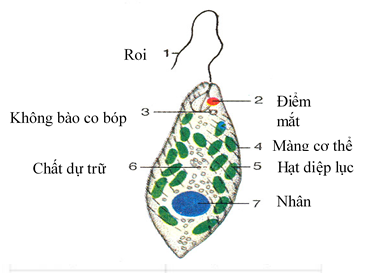 Roi 1
2 Điểm
mắt
Không bào co bóp 3
4 Màng cơ thể
Chất dự trữ 6
5 Hạt diệp lục
7 Nhân